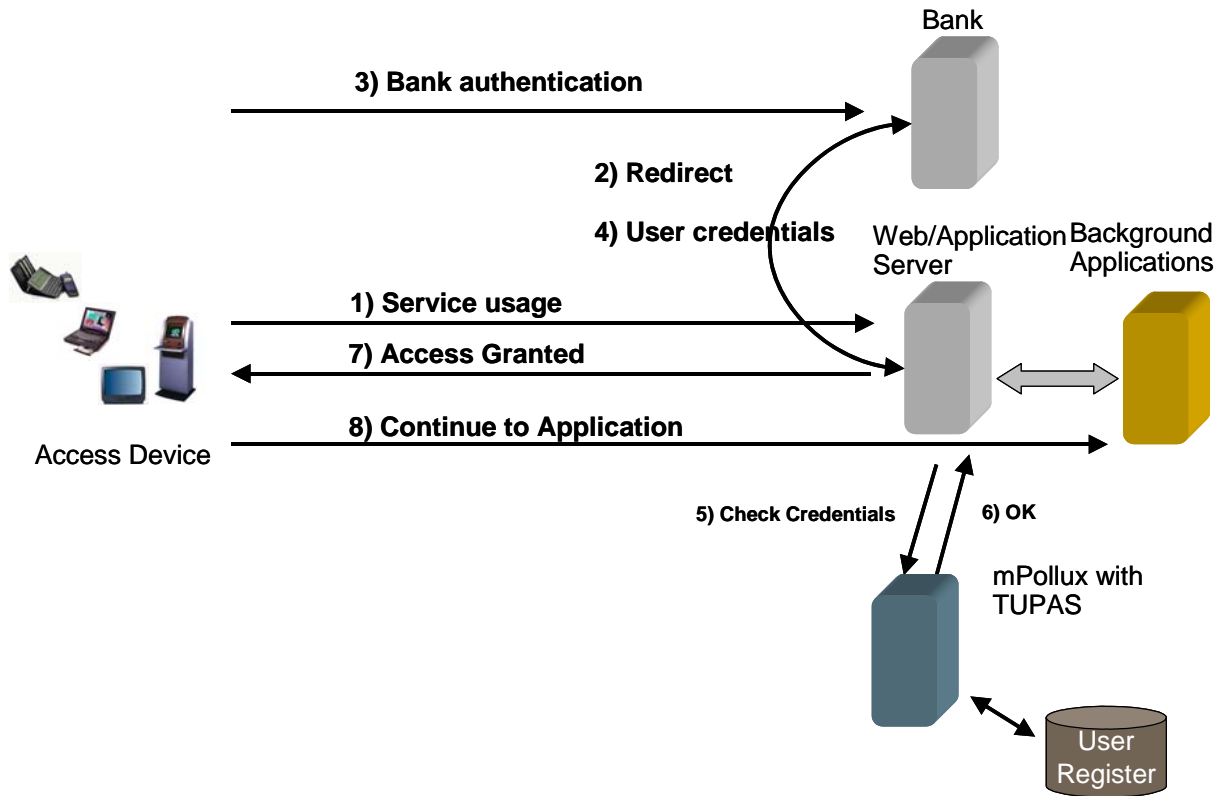 Bank
3) Bank authentication
2) Redirect
4) User credentials
Web/Application
Server
Background
Applications
1) Service usage
7) Access Granted
8) Continue to Application
Access Device
5) Check Credentials
6) OK
mPollux with
TUPAS
User
Register